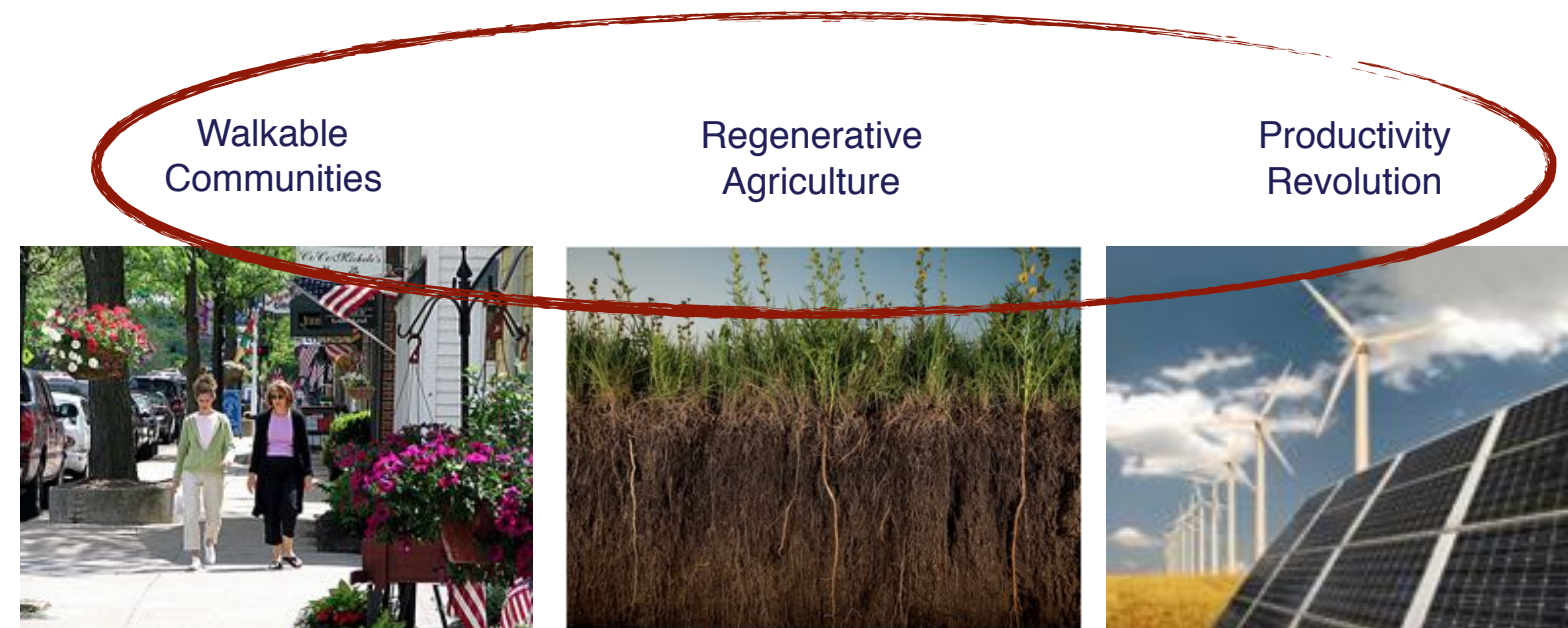 Walkable
Communities
Regenerative
Agriculture
Productivity
Revolution